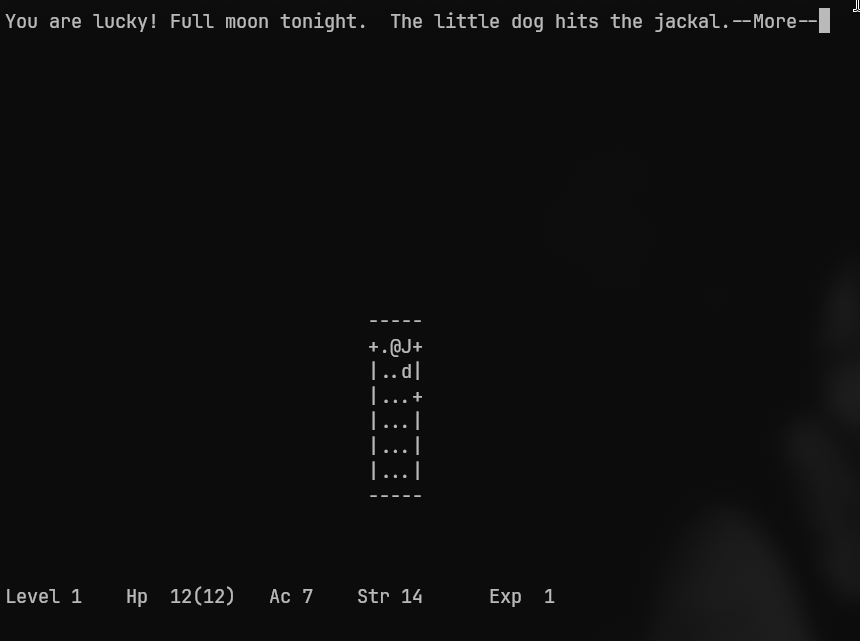 You are lucky! Full moon tonight.  The little dog hits the jackal.--More--
-----
+.@J+
|..d|
|...+
|...|
|...|
|...|
-----
Level 1    Hp  12(12)   Ac 7    Str 14      Exp  1